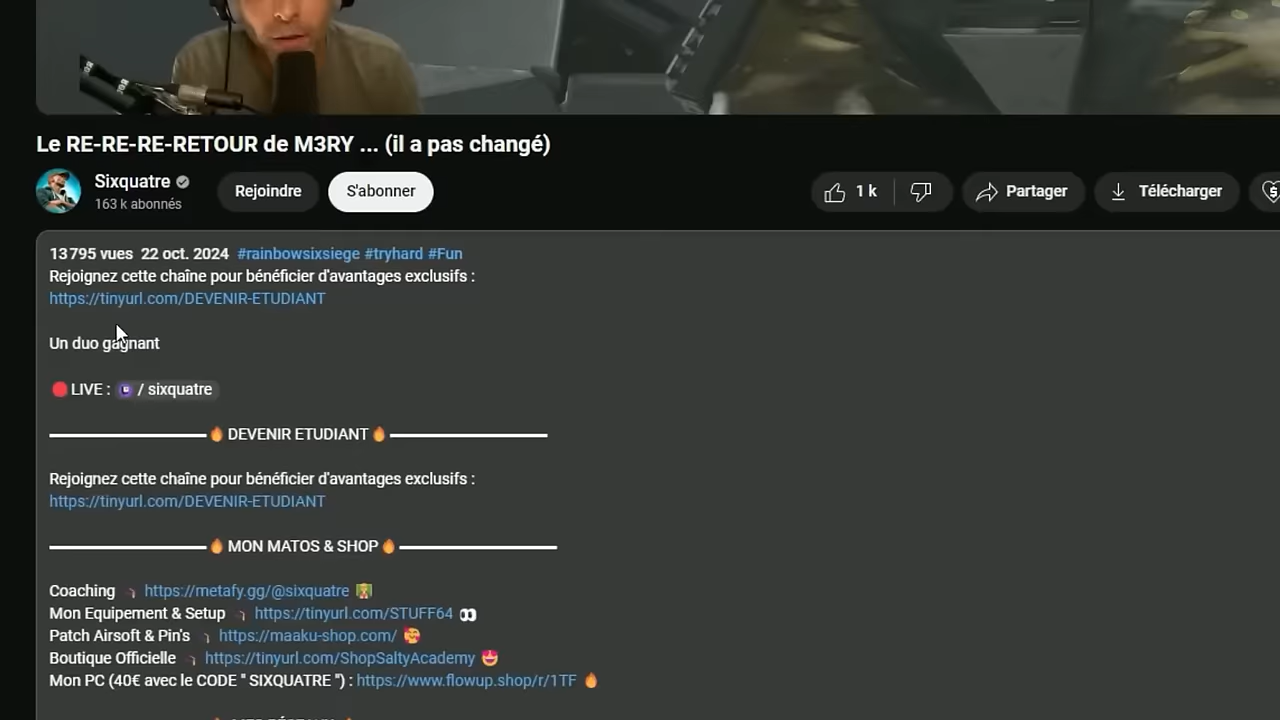 Le RE-RE-RE-RETOUR de M3RY ... (il a pas changé)
Sixquatre
163 k abonnés
Rejoindre
S'abonner
1 k
Partager
Télécharger
13 795 vues 22 oct. 2024 #rainbowsixsiege #tryhard #Fun
Rejoignez cette chaîne pour bénéficier d'avantages exclusifs :
https://tinyurl.com/DEVENIR-ETUDIANT
Un duo gagnant
🔴 LIVE : / sixquatre
🔥 DEVENIR ETUDIANT 🔥
Rejoignez cette chaîne pour bénéficier d'avantages exclusifs :
https://tinyurl.com/DEVENIR-ETUDIANT
🔥 MON MATOS & SHOP 🔥
Coaching https://metafy.gg/@sixquatre
Mon Equipement & Setup https://tinyurl.com/STUFF64 👀
Patch Airsoft & Pin's https://maaku-shop.com/ 🥰
Boutique Officielle https://tinyurl.com/ShopSaltyAcademy 😍
Mon PC (40€ avec le CODE " SIXQUATRE ") : https://www.flowup.shop/r/1TF 🔥